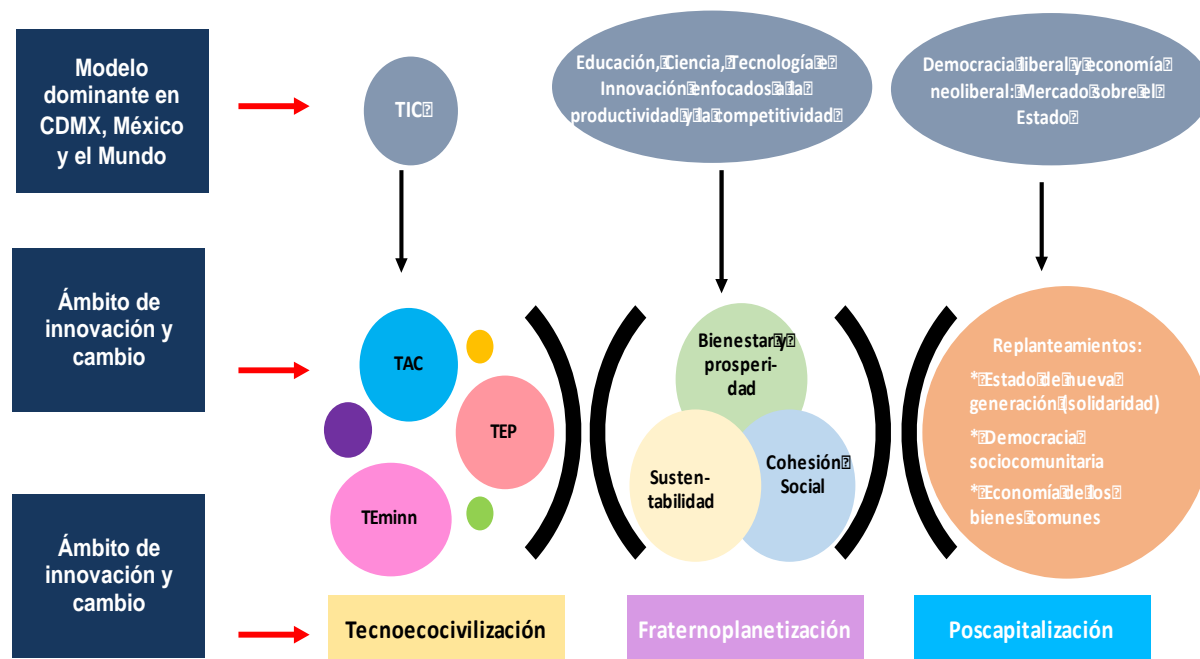 Modelo
dominante en
CDMX, México
y el Mundo
TIC
Educación, Ciencia, Tecnología e
Innovación enfocados a la
productividad y la competitividad
Democracia liberal y economía
neoliberal: Mercado sobre el
Estado
Ámbito de
innovación y
cambio
TAC
TEP
TEminn
Bienestar y
prosperi-
dad
Susten-
tabilidad
Cohesión
Social
Replanteamientos:
* Estado de nueva
generación (solidaridad)
* Democracia
sociocomunitaria
* Economía de los
bienes comunes
Ámbito de
innovación y
cambio
Tecnoecocivilización
Fraternoplanetización
Poscapitalización